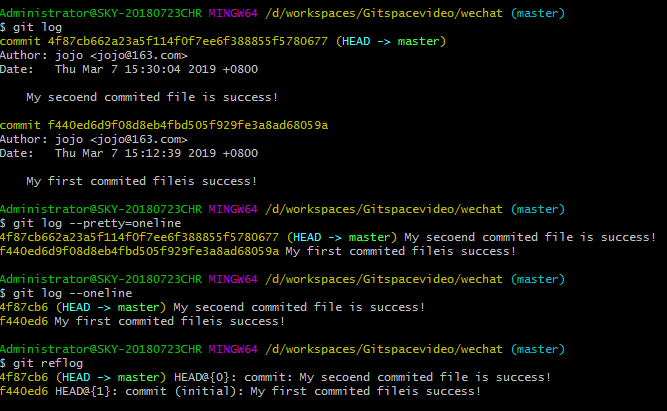 Administrator@SKY-20180723CHR MINGW64 /d/workspaces/Gitspacevideo/wechat (master)
$ git log
commit 4f87cb662a23a5f114f0f7ee6f388855f5780677 (HEAD -> master)
Author: jojo <jojo@163.com>
Date:   Thu Mar 7 15:30:04 2019 +0800
    My secoend commited file is success!
commit f440ed6d9f08d8eb4fbd505f929fe3a8ad68059a
Author: jojo <jojo@163.com>
Date:   Thu Mar 7 15:12:39 2019 +0800
    My first commited fileis success!
Administrator@SKY-20180723CHR MINGW64 /d/workspaces/Gitspacevideo/wechat (master)
$ git log --pretty=oneline
4f87cb662a23a5f114f0f7ee6f388855f5780677 (HEAD -> master) My secoend commited file is success!
f440ed6d9f08d8eb4fbd505f929fe3a8ad68059a My first commited fileis success!
Administrator@SKY-20180723CHR MINGW64 /d/workspaces/Gitspacevideo/wechat (master)
$ git log --oneline
4f87cb6 (HEAD -> master) My secoend commited file is success!
f440ed6 My first commited fileis success!
Administrator@SKY-20180723CHR MINGW64 /d/workspaces/Gitspacevideo/wechat (master)
$ git reflog
4f87cb6 (HEAD -> master) HEAD@{0}: commit: My secoend commited file is success!
f440ed6 HEAD@{1}: commit (initial): My first commited fileis success!